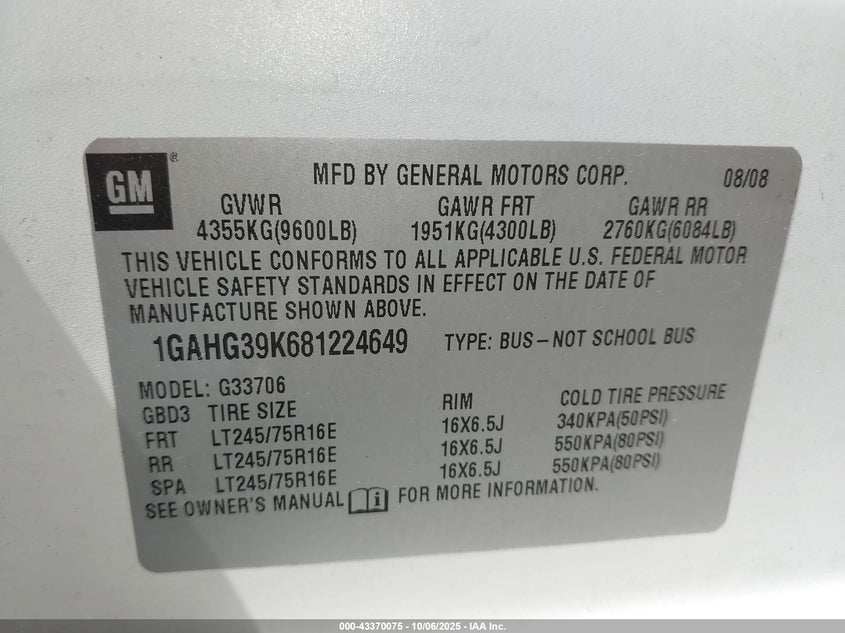 GM ®
MFD BY GENERAL MOTORS CORP. 08/08
GVWR GAWR FRT GAWR RR
4355KG(9600LB) 1951KG(4300LB) 2760KG(6084LB)
THIS VEHICLE CONFORMS TO ALL APPLICABLE U.S. FEDERAL MOTOR
VEHICLE SAFETY STANDARDS IN EFFECT ON THE DATE OF
MANUFACTURE SHOWN ABOVE.
1GAHG39K681224649 TYPE: BUS-NOT SCHOOL BUS
MODEL: G33706
GBD3 TIRE SIZE RIM COLD TIRE PRESSURE
FRT LT245/75R16E 16X6.5J 340KPA(50PSI)
RR LT245/75R16E 16X6.5J 550KPA(80PSI)
SPA LT245/75R16E 16X6.5J 550KPA(80PSI)
SEE OWNER'S MANUAL i FOR MORE INFORMATION.
000-43370075 - 10/06/2025 - IAA Inc.